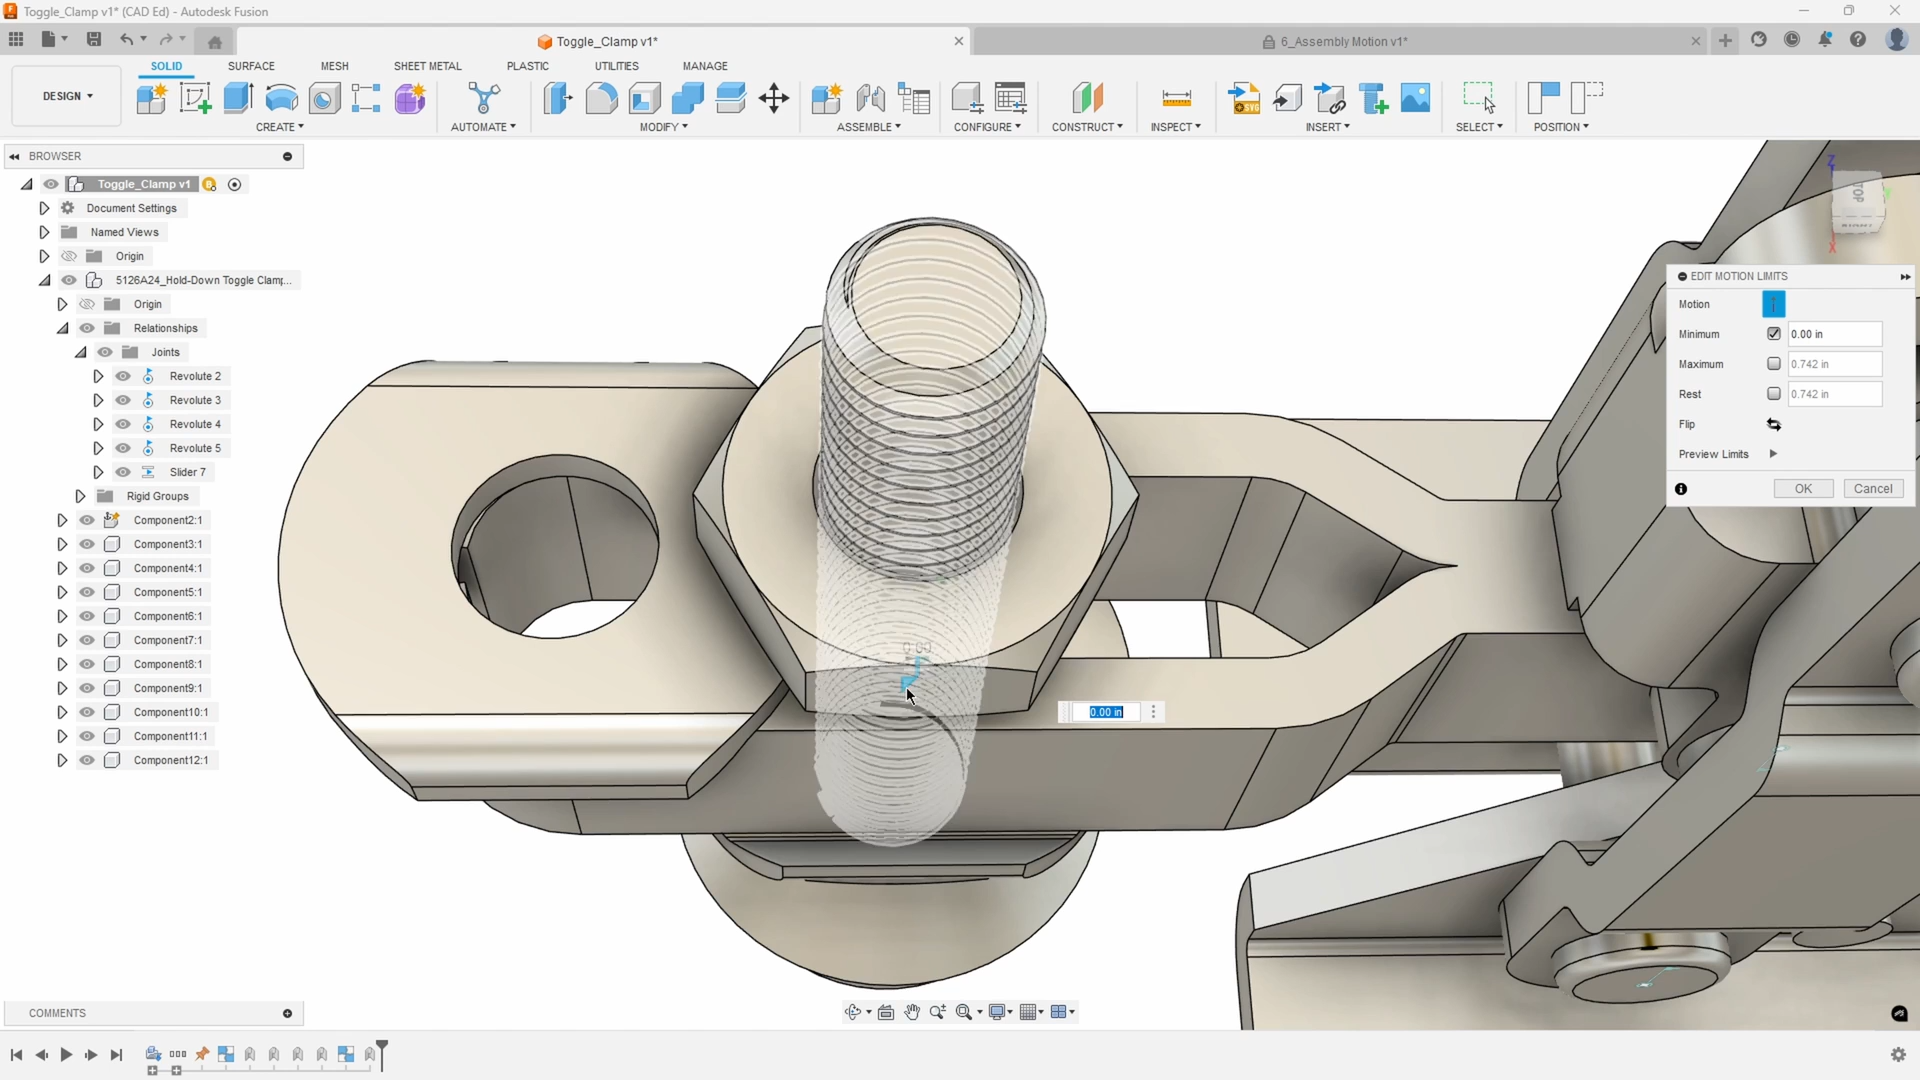 Toggle_Clamp v1* (CAD Ed) - Autodesk Fusion
Toggle_Clamp v1*
6_Assembly Motion v1*
DESIGN
SOLID
SURFACE
MESH
SHEET METAL
PLASTIC
UTILITIES
MANAGE
CREATE
AUTOMATE
MODIFY
ASSEMBLE
CONFIGURE
CONSTRUCT
INSPECT
INSERT
SELECT
POSITION
BROWSER
Toggle_Clamp v1
Document Settings
Named Views
Origin
5126A24_Hold-Down Toggle Clamp...
Origin
Relationships
Joints
Revolute 2
Revolute 3
Revolute 4
Revolute 5
Slider 7
Rigid Groups
Component2:1
Component3:1
Component4:1
Component5:1
Component6:1
Component7:1
Component8:1
Component9:1
Component10:1
Component11:1
Component12:1
Z
TOP
X
EDIT MOTION LIMITS
Motion
Minimum 0.00 in
Maximum 0.742 in
Rest 0.742 in
Flip
Preview Limits
OK Cancel
0.00
0.00 in
COMMENTS